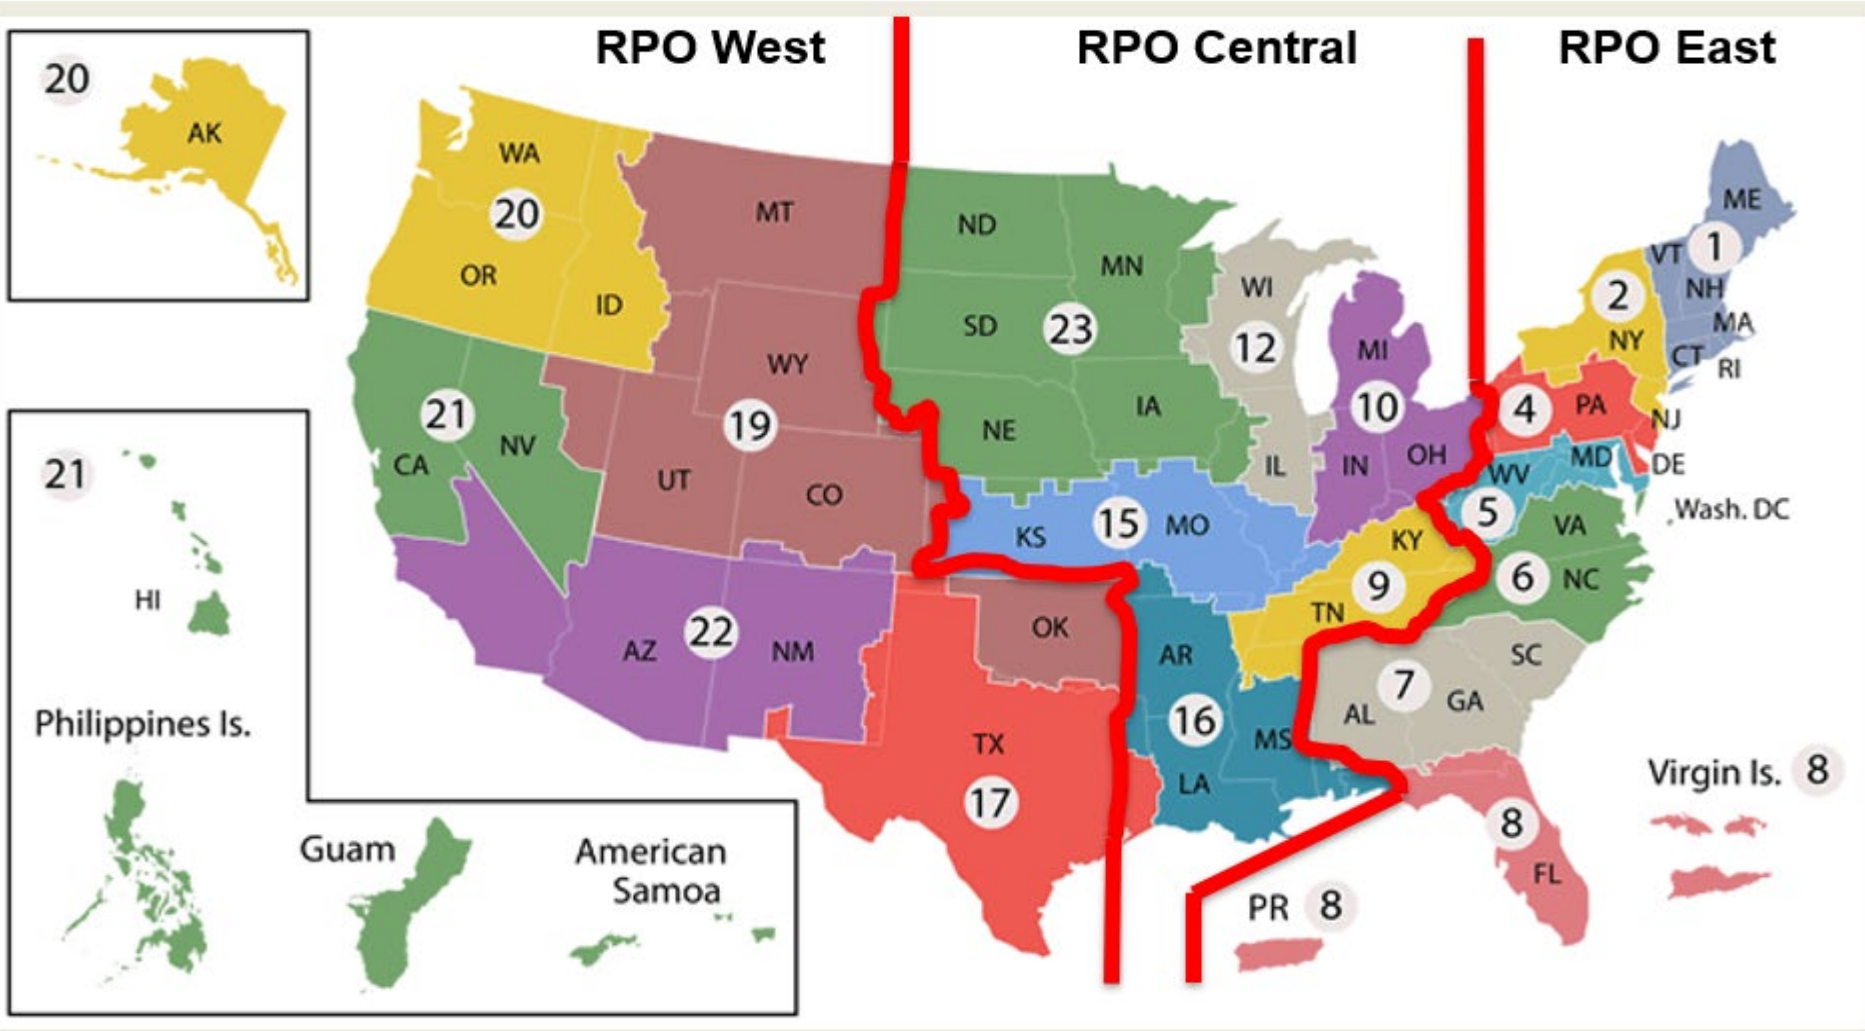 RPO West
RPO Central
RPO East
20
AK
WA
20
OR
ID
MT
WY
19
UT
CO
21
CA
NV
AZ
22
NM
ND
MN
SD
23
NE
IA
WI
12
IL
MI
10
IN
OH
KS
15
MO
KY
9
TN
OK
TX
17
AR
16
MS
LA
ME
1
VT
NH
MA
CT
RI
2
NY
4
PA
NJ
DE
WV
MD
5
Wash. DC
VA
6
NC
SC
7
AL
GA
8
FL
Virgin Is. 8
PR 8
21
HI
Philippines Is.
Guam
American
Samoa